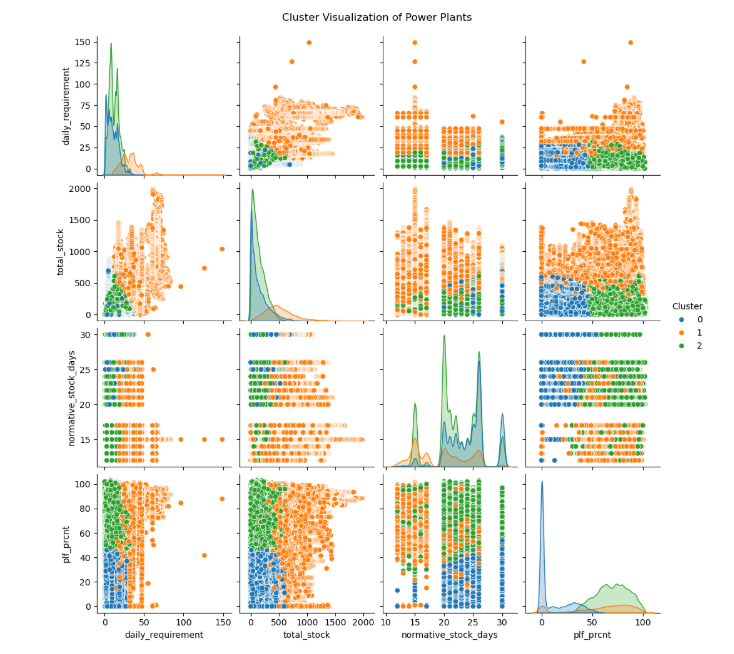 Cluster Visualization of Power Plants
150
125
100
75
50
25
0
daily_requirement
2000
1500
1000
500
0
total_stock
30
25
20
15
normative_stock_days
100
80
60
40
20
0
plf_prcnt
0 50 100 150
daily_requirement
0 500 1000 1500 2000
total_stock
10 15 20 25 30
normative_stock_days
0 50 100
plf_prcnt
Cluster
0
1
2